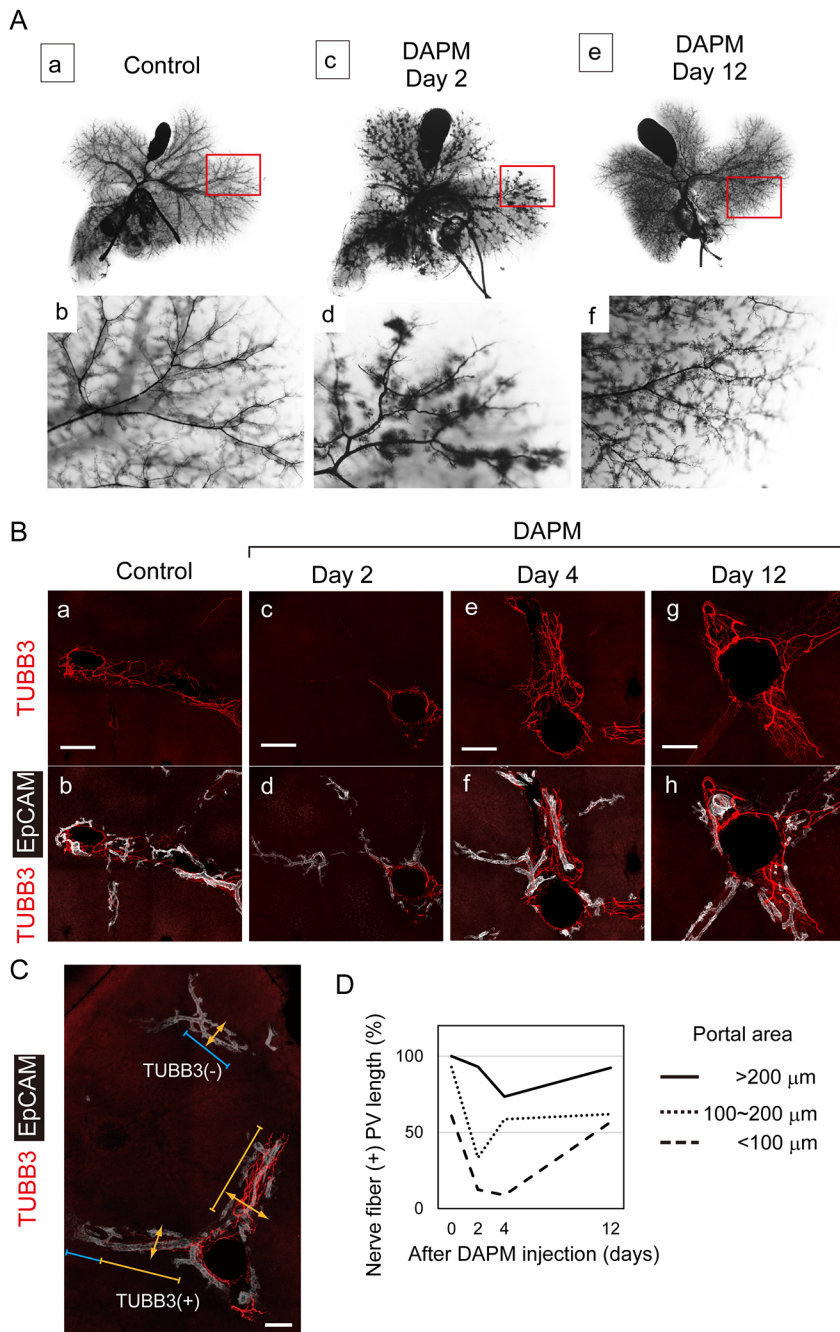 A
a
Control
c
DAPM
Day 2
e
DAPM
Day 12
b
d
f
B
DAPM
Control
Day 2
Day 4
Day 12
TUBB3
a
c
e
g
TUBB3 EpCAM
b
d
f
h
C
TUBB3 EpCAM
TUBB3(-)
TUBB3(+)
D
Nerve fiber (+) PV length (%)
100
50
0
0 2 4 12
After DAPM injection (days)
Portal area
>200 μm
100~200 μm
<100 μm